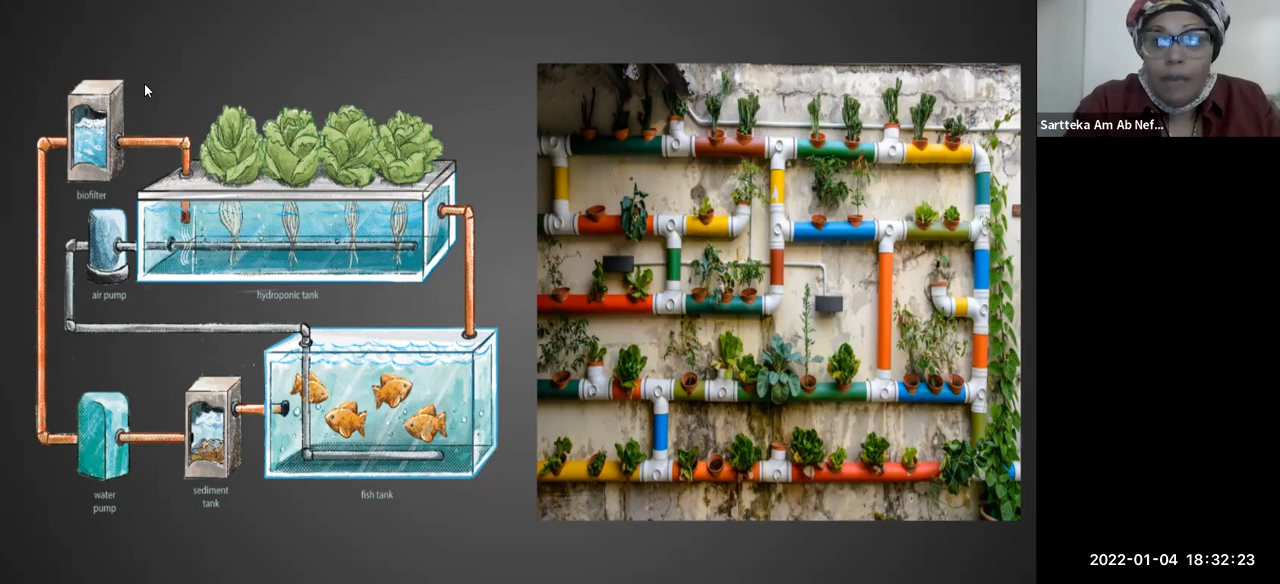 biofilter
air pump
hydroponic tank
water
pump
sediment
tank
fish tank
Sartteka Am Ab Nef...
2022-01-04 18:32:23